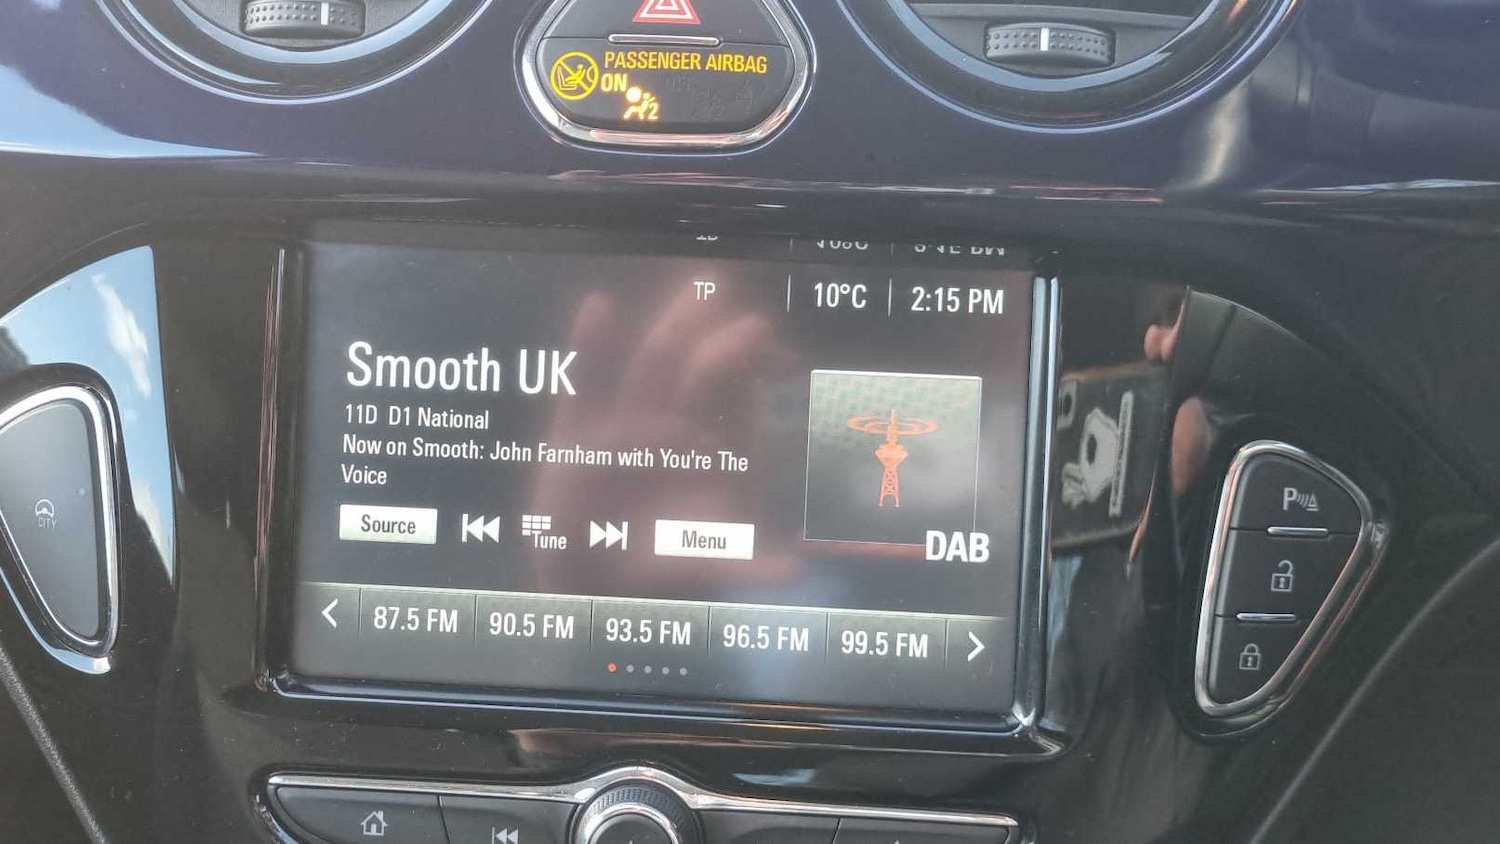 PASSENGER AIRBAG
ON
2
TP
10°C
2:15 PM
Smooth UK
11D D1 National
Now on Smooth: John Farnham with You're The
Voice
Source
Tune
Menu
DAB
87.5 FM
90.5 FM
93.5 FM
96.5 FM
99.5 FM
CITY
P